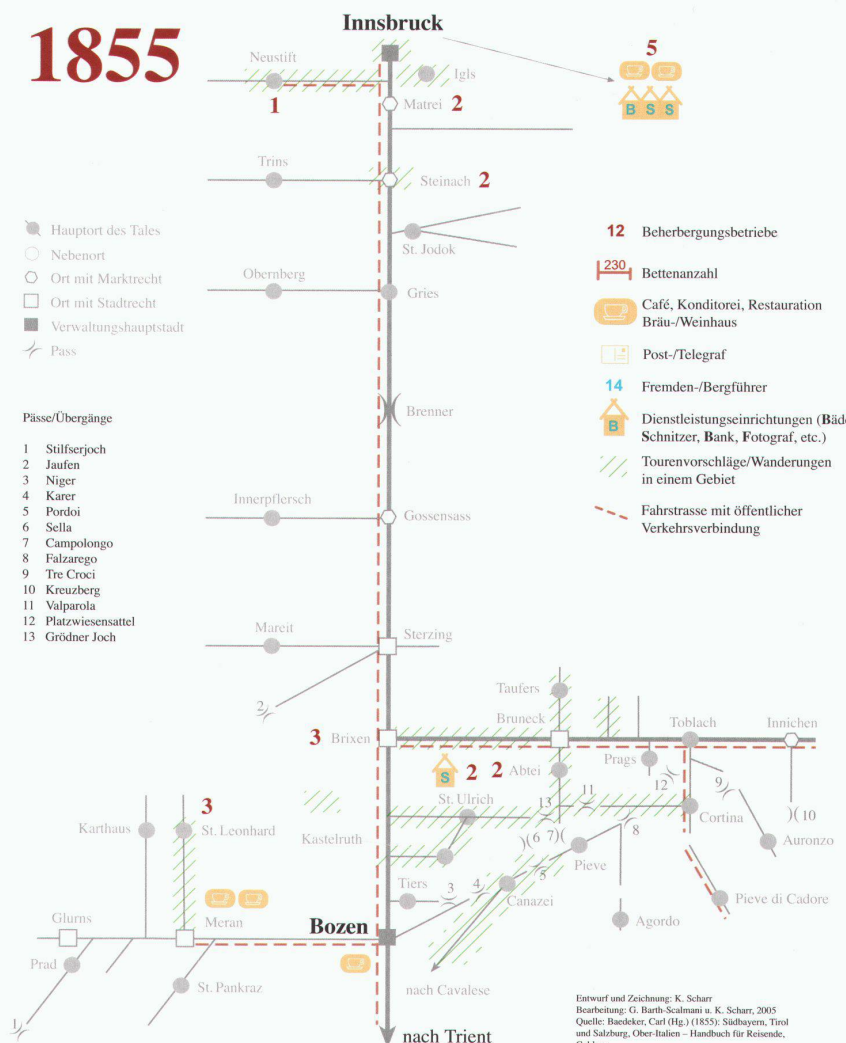 1855
Innsbruck
5
B S S
Neustift
Igls
1
Matrei 2
Trins
Steinach 2
St. Jodok
Obernberg
Gries
Hauptort des Tales
Nebenort
Ort mit Marktrecht
Ort mit Stadtrecht
Verwaltungshauptstadt
Pass
12 Beherbergungsbetriebe
230 Bettenanzahl
Café, Konditorei, Restauration
Bräu-/Weinhaus
Post-/Telegraf
14 Fremden-/Bergführer
B Dienstleistungseinrichtungen (Bäd
Schnitzer, Bank, Fotograf, etc.)
Tourenvorschläge/Wanderungen
in einem Gebiet
Fahrstrasse mit öffentlicher
Verkehrsverbindung
Pässe/Übergänge
1 Stilfserjoch
2 Jaufen
3 Niger
4 Karer
5 Pordoi
6 Sella
7 Campolongo
8 Falzarego
9 Tre Croci
10 Kreuzberg
11 Valparola
12 Platzwiesensattel
13 Grödner Joch
Brenner
Innerpflersch
Gossensass
Mareit
Sterzing
2
Taufers
Bruneck
Toblach
Innichen
3 Brixen
S 2 2
Abtei
Prags
12
9
St. Ulrich
13
11
Cortina
10
3
Karthaus
St. Leonhard
Kastelruth
6 7
8
Auronzo
Pieve
Tiers
3
4
5
Canazei
Pieve di Cadore
Agordo
Glurns
Meran
Bozen
Prad
St. Pankraz
1
nach Cavalese
nach Trient
Entwurf und Zeichnung: K. Scharr
Bearbeitung: G. Barth-Scalmani u. K. Scharr, 2005
Quelle: Baedeker, Carl (Hg.) (1855): Südbayern, Tirol
und Salzburg, Ober-Italien – Handbuch für Reisende,